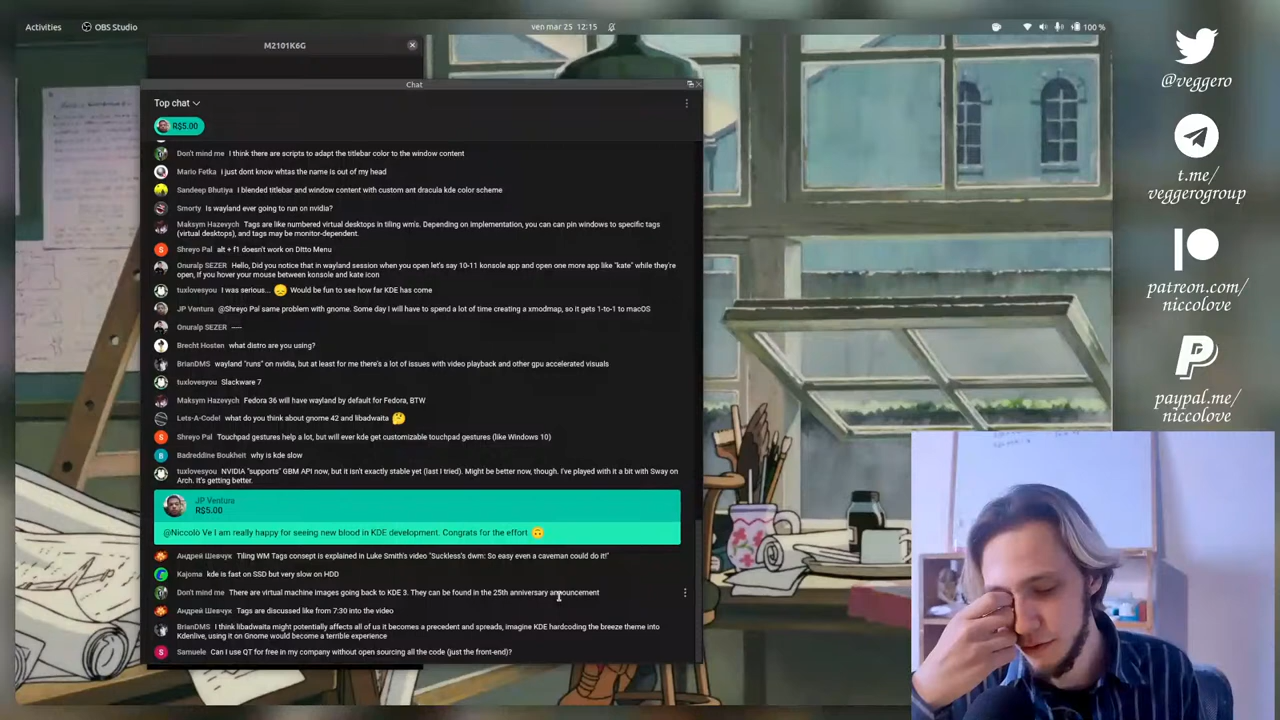 Activities
OBS Studio
ven mar 25 12:15
100 %
M2101K6G
Chat
Top chat
R$5.00
Don't mind me I think there are scripts to adapt the titlebar color to the window content
Mario Fetka i just dont know whtas the name is out of my head
Sandeep Bhutiya I blended titlebar and window content with custom ant dracula kde color scheme
Smorty Is wayland ever going to run on nvidia?
Maksym Hazevych Tags are like numbered virtual desktops in tiling wm's. Depending on implementation, you can can pin windows to specific tags
(virtual desktops), and tags may be monitor-dependent.
Shreyo Pal alt + f1 doesn't work on DItto Menu
Onuralp SEZER Hello, Did you notice that in wayland session when you open let's say 10-11 konsole app and open one more app like "kate" while they're
open, If you hover your mouse between konsole and kate icon
tuxlovesyou I was serious... 😞 Would be fun to see how far KDE has come
JP Ventura @Shreyo Pal same problem with gnome. Some day I will have to spend a lot of time creating a xmodmap, so it gets 1-to-1 to macOS
Onuralp SEZER ----
Brecht Hosten what distro are you using?
BrianDMS wayland "runs" on nvidia, but at least for me there's a lot of issues with video playback and other gpu accelerated visuals
tuxlovesyou Slackware 7
Maksym Hazevych Fedora 36 will have wayland by default for Fedora, BTW
Lets-A-Code! what do you think about gnome 42 and libadwaita 🤔
Shreyo Pal Touchpad gestures help a lot, but will ever kde get customizable touchpad gestures (like Windows 10)
Badreddine Boukheit why is kde slow
tuxlovesyou NVIDIA "supports" GBM API now, but it isn't exactly stable yet (last I tried). Might be better now, though. I've played with it a bit with Sway on
Arch. It's getting better.
JP Ventura
R$5.00
@Niccolò Ve I am really happy for seeing new blood in KDE development. Congrats for the effort 🙃
Андрей Шевчук Tiling WM Tags concept is explained in Luke Smith's video "Suckless's dwm: So easy even a caveman could do it!"
Kajoma kde is fast on SSD but very slow on HDD
Don't mind me There are virtual machine images going back to KDE 3. They can be found in the 25th anniversary announcement
Андрей Шевчук Tags are discussed like from 7:30 into the video
BrianDMS I think libadwaita might potentially affects all of us it becomes a precedent and spreads, imagine KDE hardcoding the breeze theme into
Kdenlive, using it on Gnome would become a terrible experience
S Samuele Can I use QT for free in my company without open sourcing all the code (just the front-end)?
@veggero
t.me/
veggerogroup
patreon.com/
niccolove
paypal.me/
niccolove